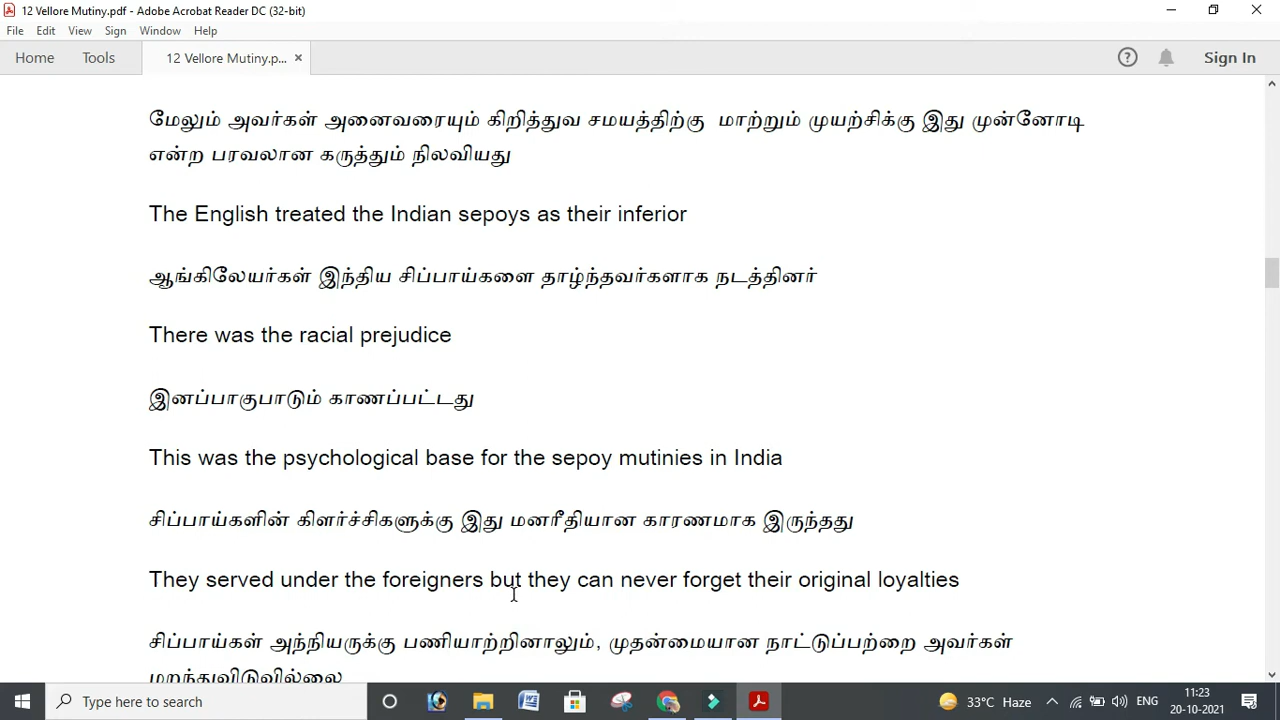 12 Vellore Mutiny.pdf - Adobe Acrobat Reader DC (32-bit)
File Edit View Sign Window Help
Home Tools 12 Vellore Mutiny.p... × Sign In
மேலும் அவர்கள் அனைவரையும் கிறித்துவ சமயத்திற்கு மாற்றும் முயற்சிக்கு இது முன்னோடி
என்ற பரவலான கருத்தும் நிலவியது
The English treated the Indian sepoys as their inferior
ஆங்கிலேயர்கள் இந்திய சிப்பாய்களை தாழ்ந்தவர்களாக நடத்தினர்
There was the racial prejudice
இனப்பாகுபாடும் காணப்பட்டது
This was the psychological base for the sepoy mutinies in India
சிப்பாய்களின் கிளர்ச்சிகளுக்கு இது மனரீதியான காரணமாக இருந்தது
They served under the foreigners but they can never forget their original loyalties
சிப்பாய்கள் அந்நியருக்கு பணியாற்றினாலும், முதன்மையான நாட்டுப்பற்றை அவர்கள்
மறந்துவிடுவில்லை
Type here to search 33°C Haze ENG 11:23
20-10-2021